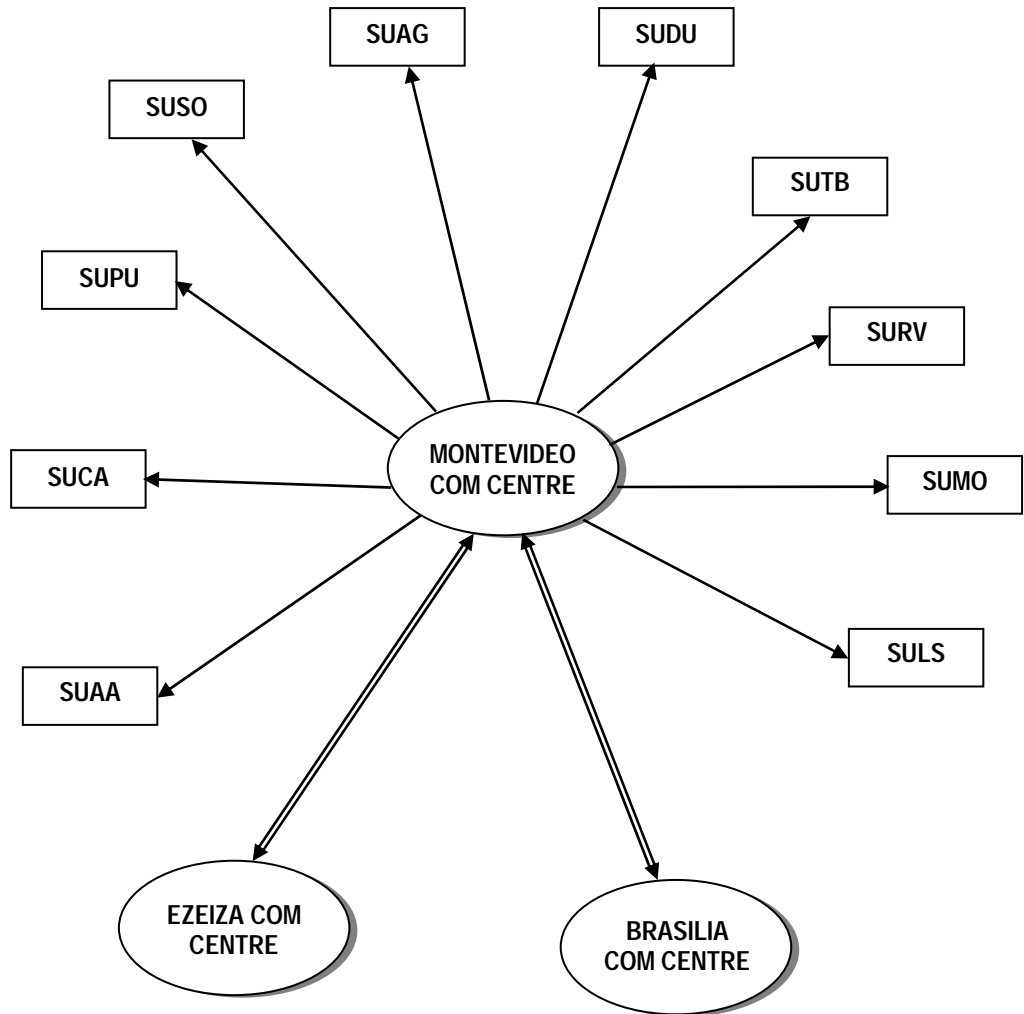 SUAG
SUDU
SUSO
SUTB
SUPU
SURV
MONTEVIDEO
COM CENTRE
SUCA
SUMO
SULS
SUAA
EZEIZA COM
CENTRE
BRASILIA
COM CENTRE